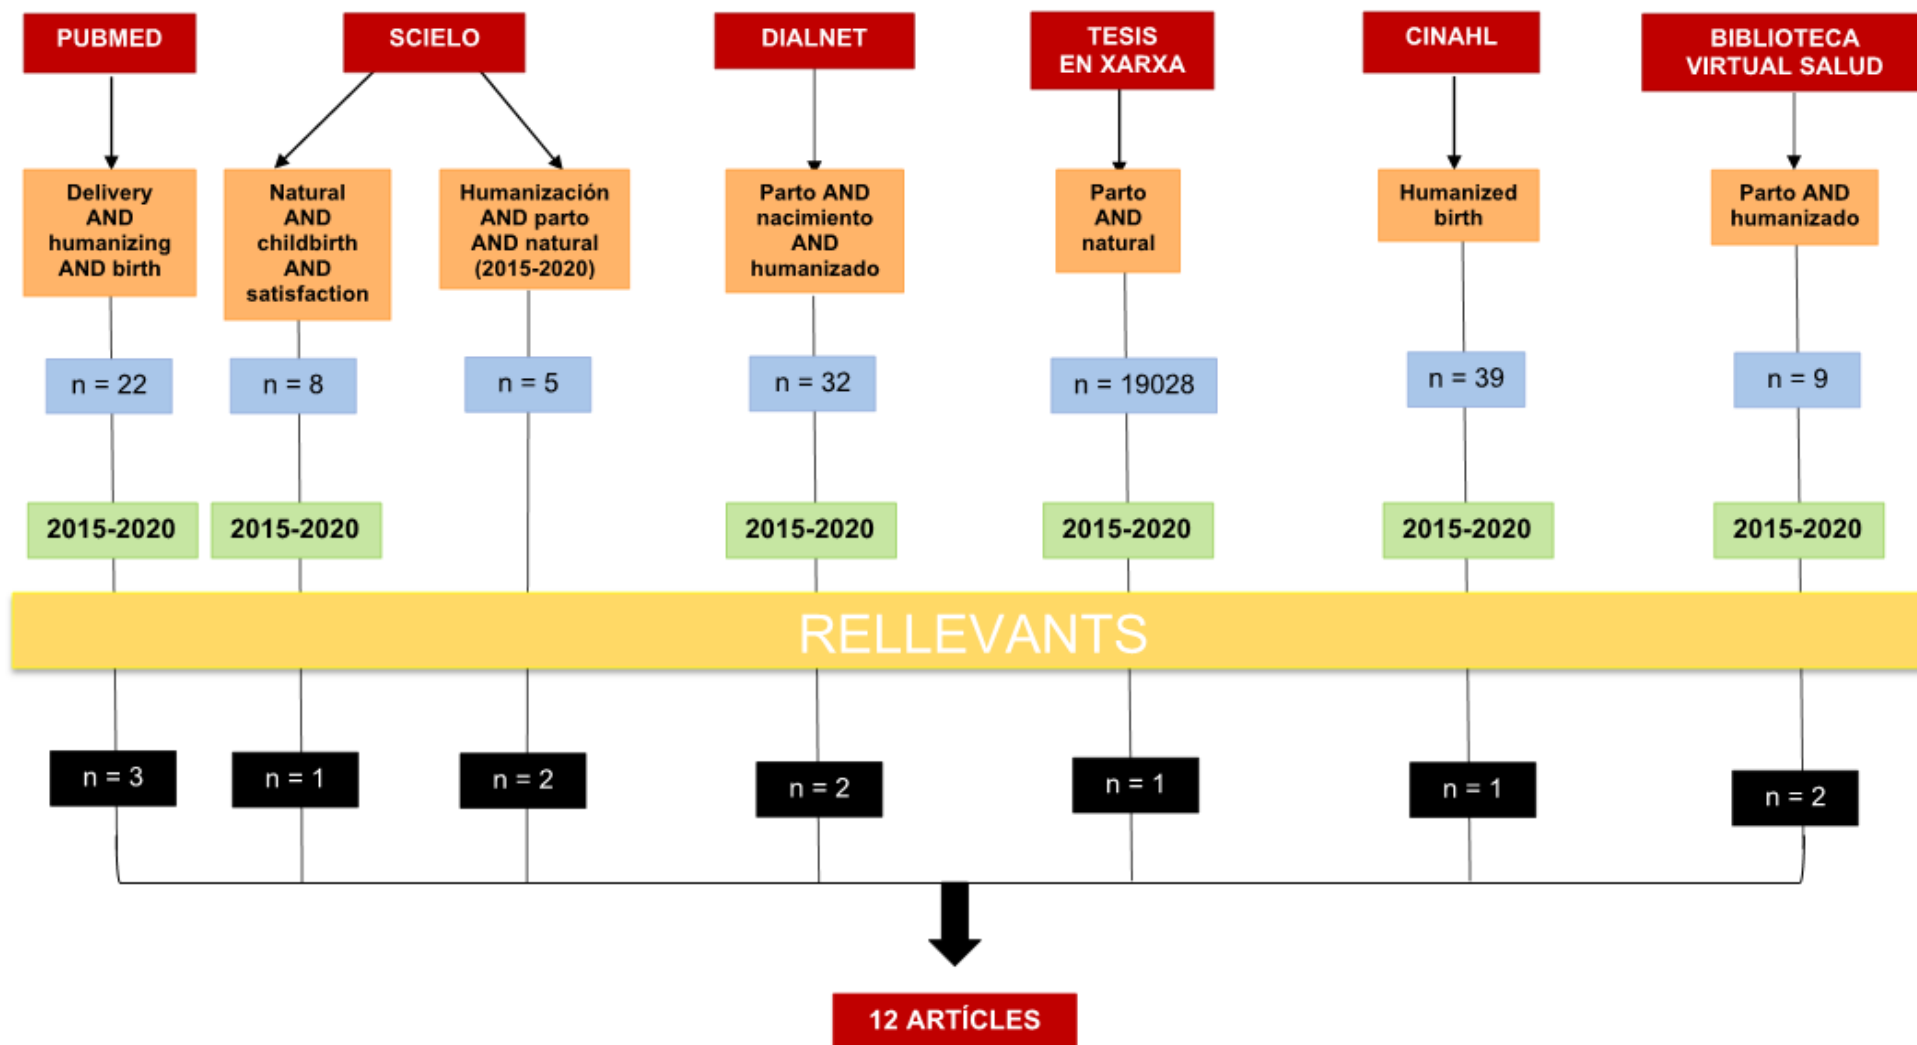 PUBMED
SCIELO
DIALNET
TESIS
EN XARXA
CINAHL
BIBLIOTECA
VIRTUAL SALUD
Delivery
AND
humanizing
AND birth
Natural
AND
childbirth
AND
satisfaction
Humanización
AND parto
AND natural
(2015-2020)
Parto AND
nacimiento
AND
humanizado
Parto
AND
natural
Humanized
birth
Parto AND
humanizado
n = 22
n = 8
n = 5
n = 32
n = 19028
n = 39
n = 9
2015-2020
2015-2020
2015-2020
2015-2020
2015-2020
2015-2020
RELLEVANTS
n = 3
n = 1
n = 2
n = 2
n = 1
n = 1
n = 2
12 ARTÍCLES